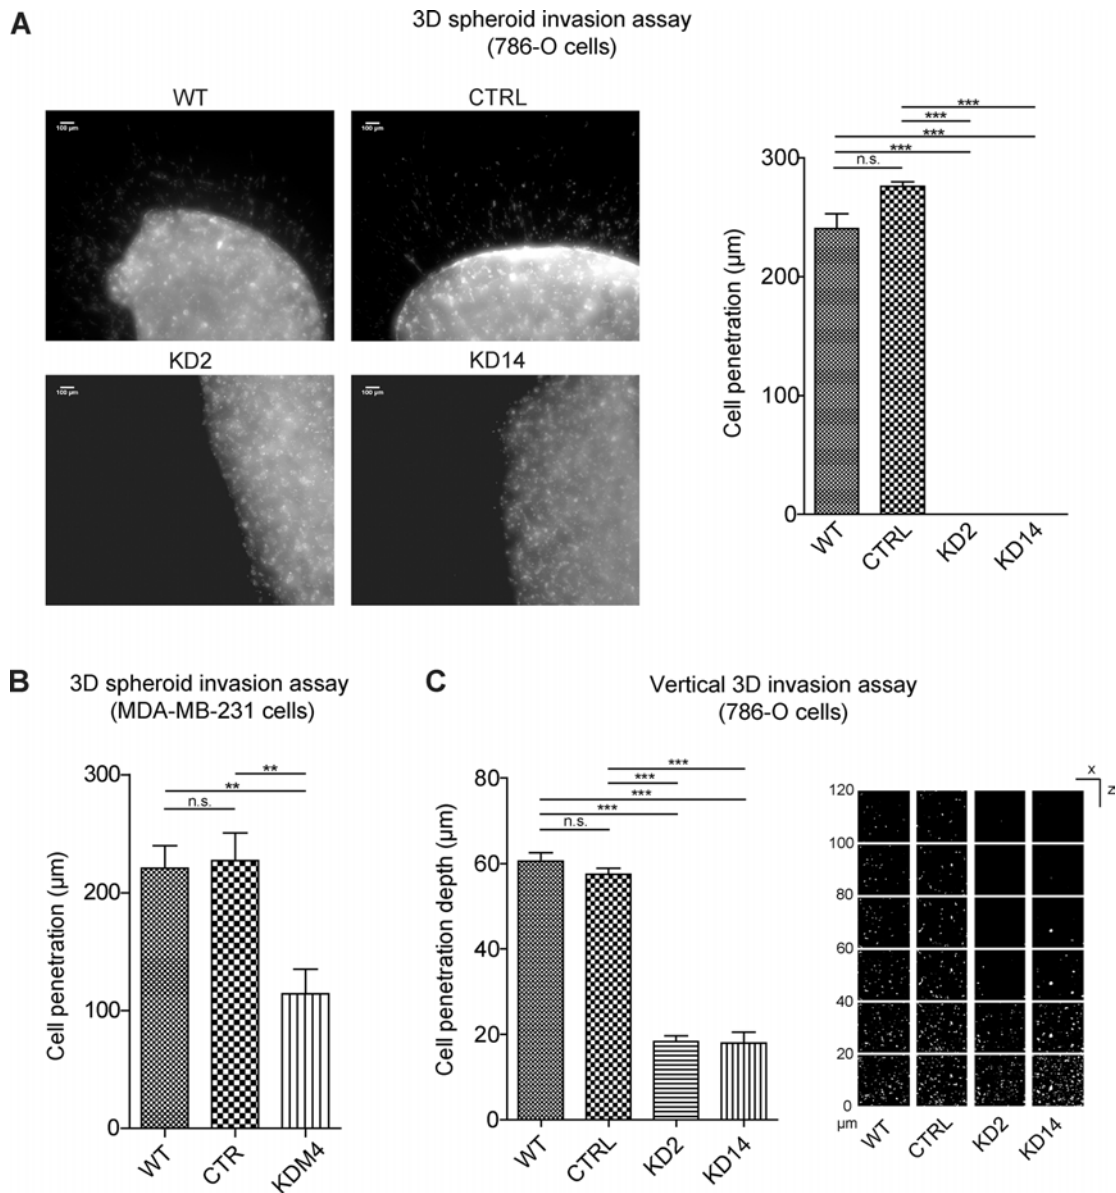 A
3D spheroid invasion assay
(786-O cells)
WT
CTRL
100 µm
100 µm
KD2
KD14
100 µm
100 µm
***
***
***
***
n.s.
300
200
100
0
Cell penetration (µm)
WT
CTRL
KD2
KD14
B
3D spheroid invasion assay
(MDA-MB-231 cells)
**
**
n.s.
300
200
100
0
Cell penetration (µm)
WT
CTR
KDM4
C
Vertical 3D invasion assay
(786-O cells)
***
***
***
***
n.s.
80
60
40
20
0
Cell penetration depth (µm)
WT
CTRL
KD2
KD14
x
z
120
100
80
60
40
20
0
µm
WT
CTRL
KD2
KD14